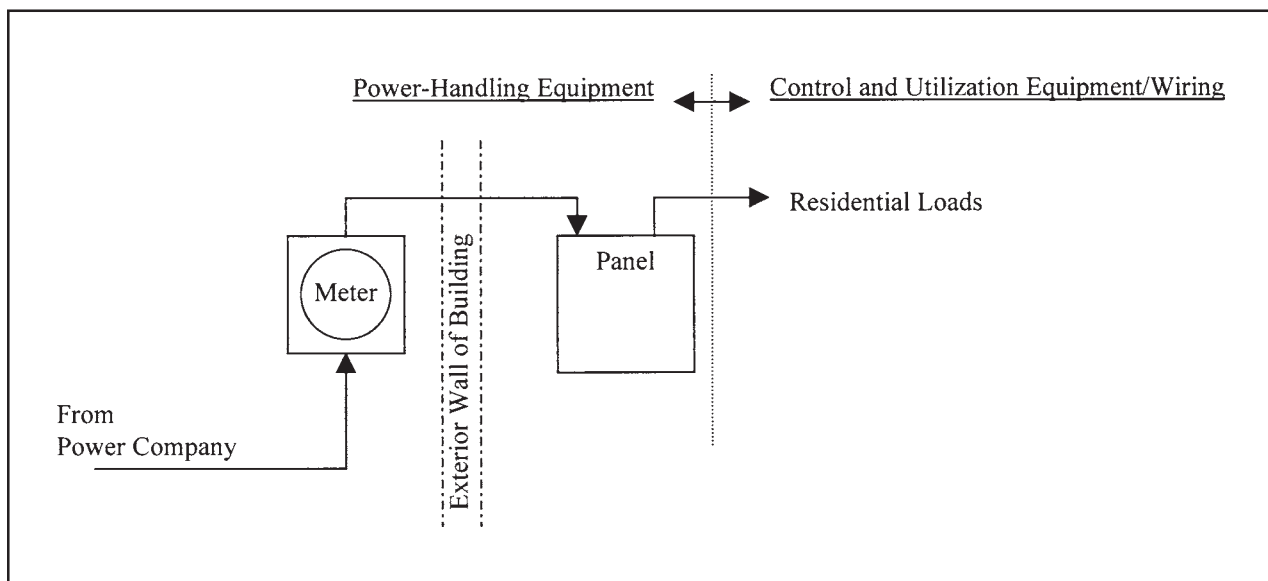 Power-Handling Equipment
Control and Utilization Equipment/Wiring
Residential Loads
Panel
Meter
Exterior Wall of Building
From
Power Company